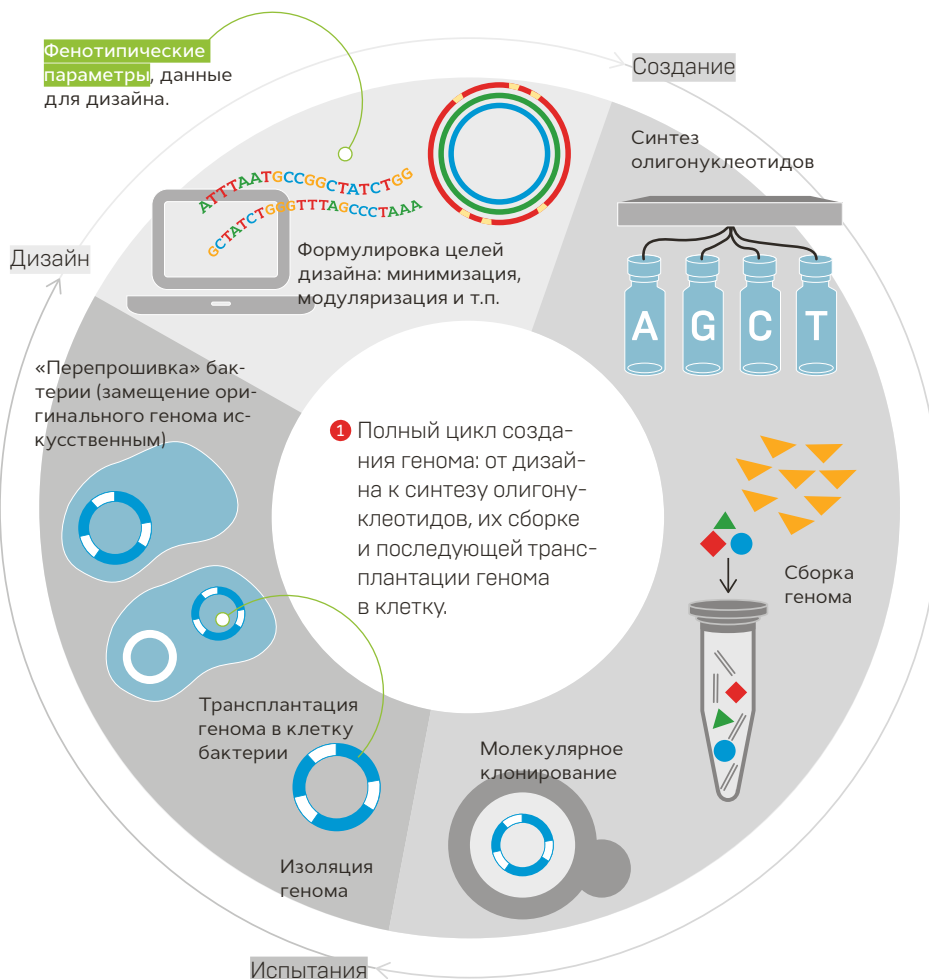 Фенотипические
параметры, данные
для дизайна.
Создание
Синтез
олигонуклеотидов
ATTTAATGCCGGCTATCTGG
GCTATCTGGGTTTAGCCCTAAA
Дизайн
Формулировка целей
дизайна: минимизация,
модуляризация и т.п.
A G C T
«Перепрошивка» бак-
терии (замещение ори-
гинального генома ис-
кусственным)
1 Полный цикл созда-
ния генома: от дизай-
на к синтезу олигону-
клеотидов, их сборке
и последующей транс-
плантации генома
в клетку.
Сборка
генома
Трансплантация
генома в клетку
бактерии
Молекулярное
клонирование
Изоляция
генома
Испытания